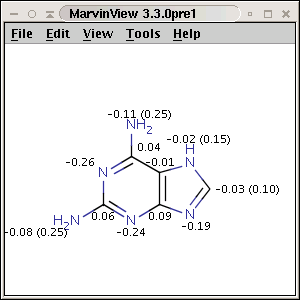 MarvinView 3.3.0pre1
File Edit View Tools Help
-0.11 (0.25)
NH2
-0.02 (0.15)
0.04
H
N
-0.26
-0.01
N
-0.03 (0.10)
H2N
0.06
N
0.09
N
-0.08 (0.25)
-0.24
-0.19